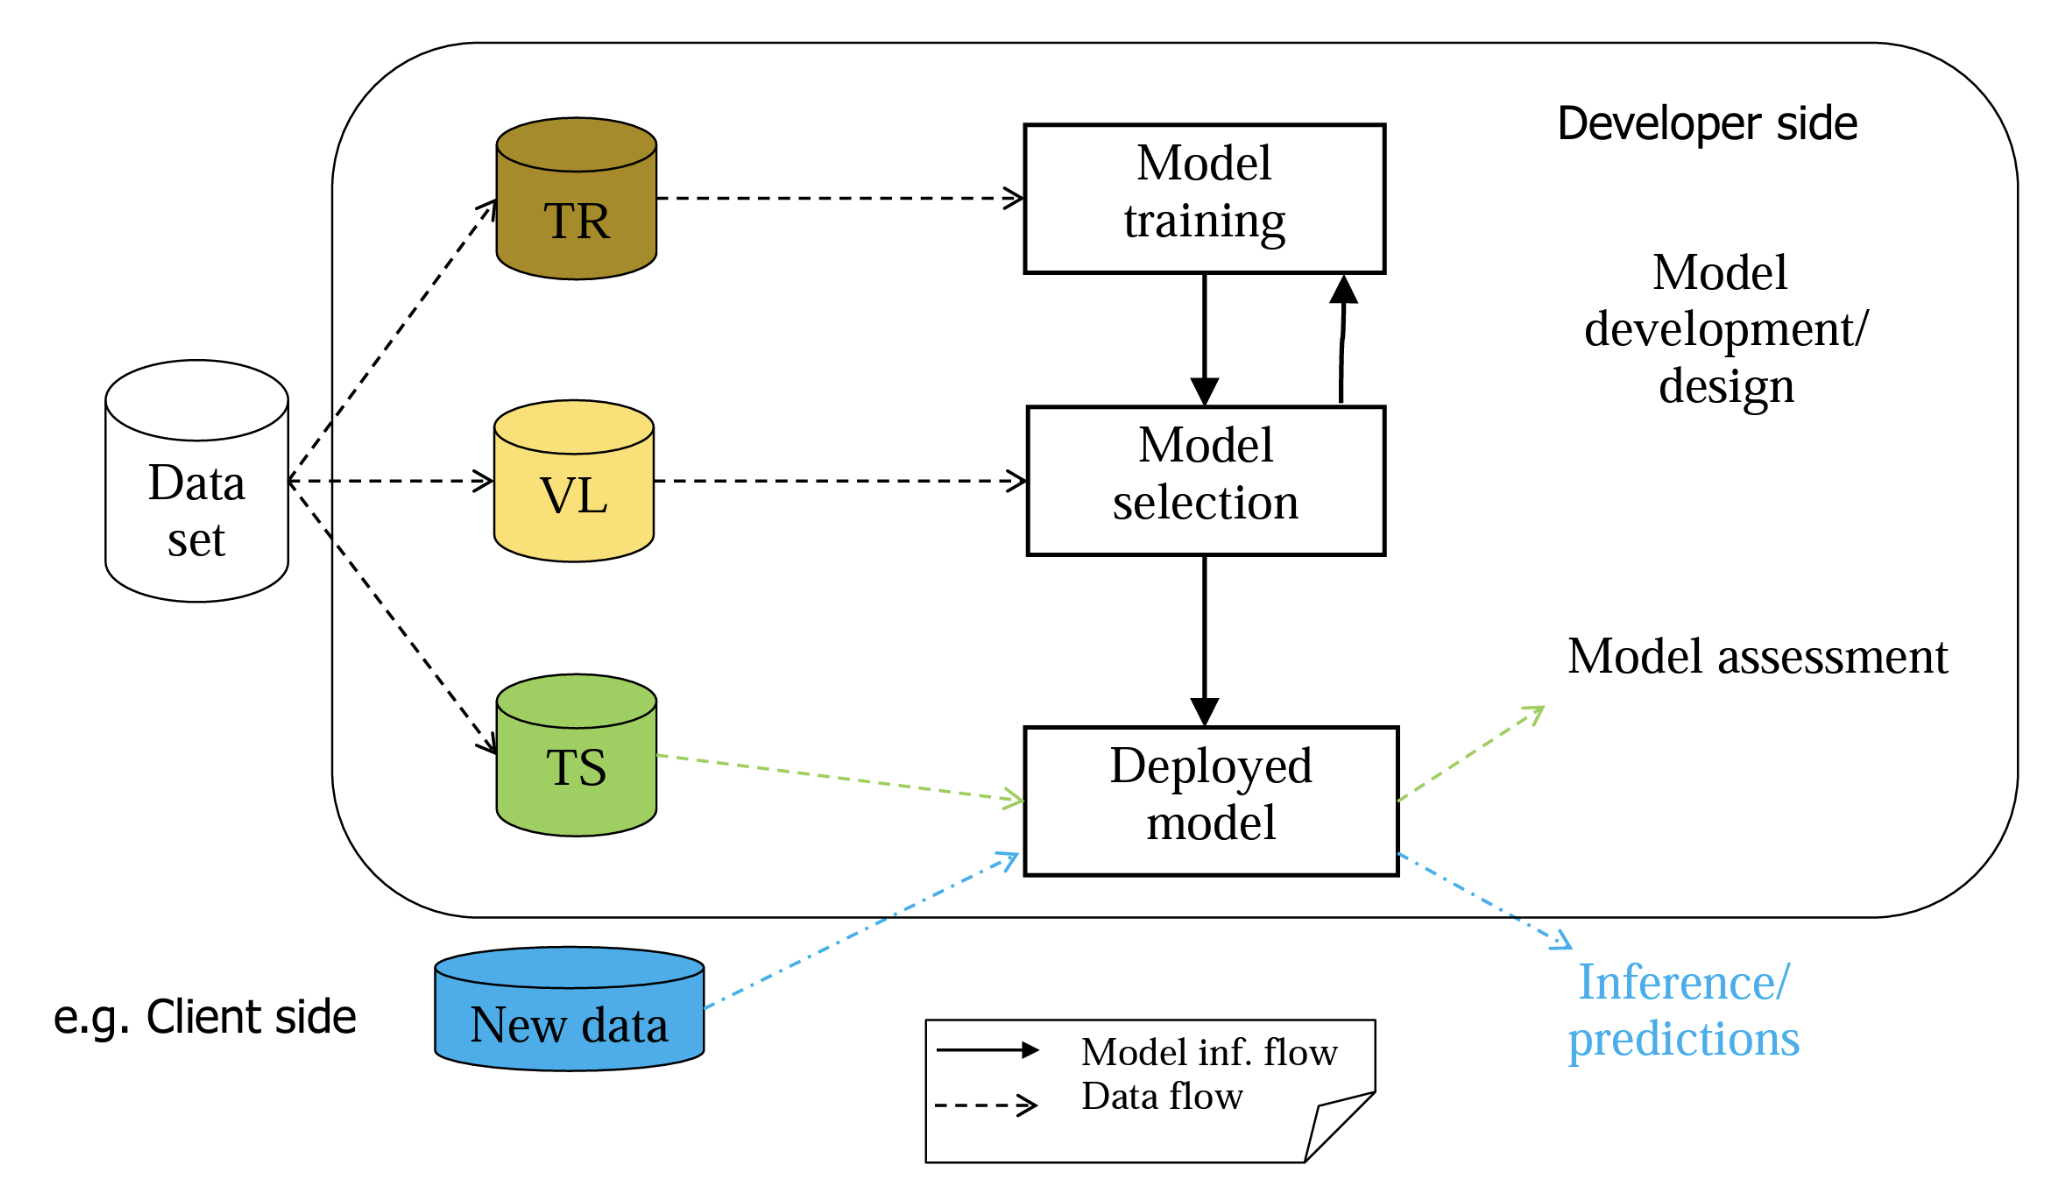 Developer side
TR
Model
training
Model
development/
design
Data
set
VL
Model
selection
TS
Deployed
model
Model assessment
e.g. Client side
New data
Inference/
predictions
Model inf. flow
Data flow